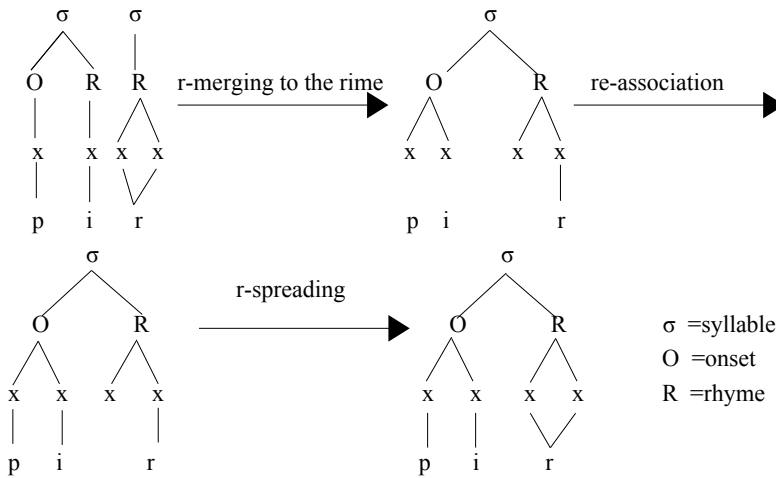 σ σ σ
O R R r-merging to the rime O R re-association
x x x x x x x x
p i r p i r
σ r-spreading σ
O R O R σ =syllable
O =onset
x x x x x x x x R =rhyme
p i r p i r